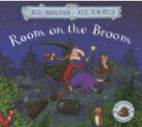 JULIA DONALDSON · AXEL SCHEFFLER
Room on the Broom